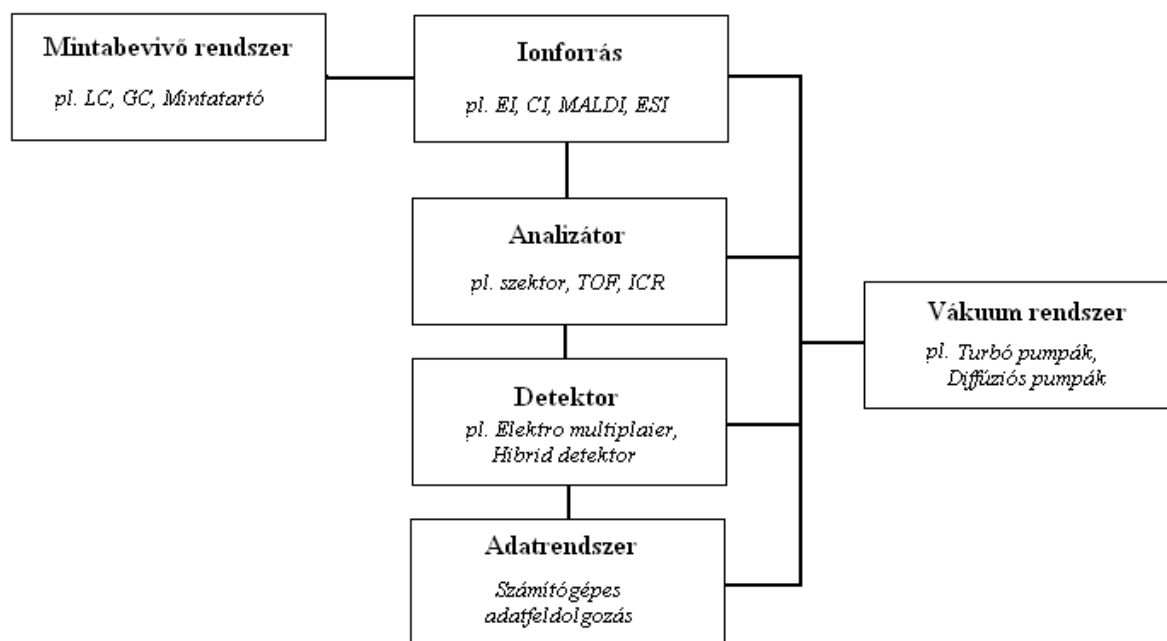 Mintabevivő rendszer
pl. LC, GC, Mintatartó
Ionforrás
pl. EI, CI, MALDI, ESI
Analizátor
pl. szektor, TOF, ICR
Detektor
pl. Elektro multiplaier,
Hibrid detektor
Adatrendszer
Számítógépes
adatfeldolgozás
Vákuum rendszer
pl. Turbó pumpák,
Diffúziós pumpák